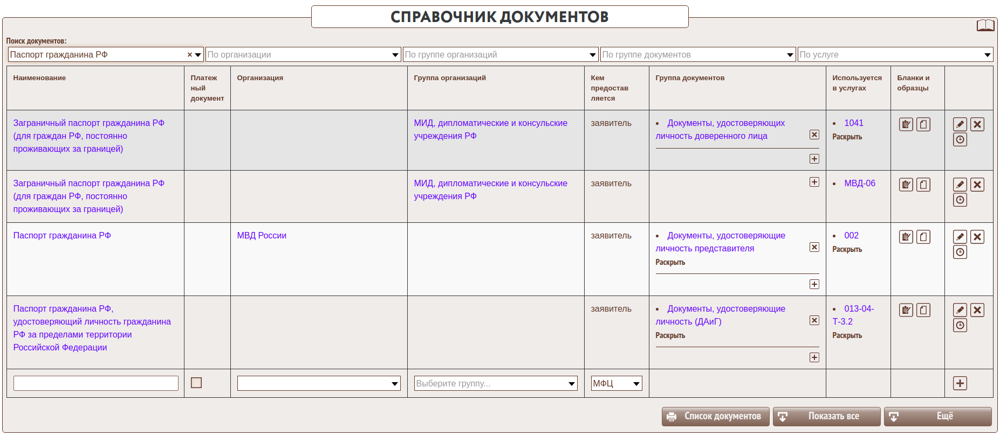 СПРАВОЧНИК ДОКУМЕНТОВ
Поиск документов:
Паспорт гражданина РФ ×
По организации
По группе организаций
По группе документов
По услуге
Наименование
Платеж
ный
документ
Организация
Группа организаций
Кем
предостав
ляется
Группа документов
Используется
в услугах
Бланки и
образцы
Заграничный паспорт гражданина РФ
(для граждан РФ, постоянно
проживающих за границей)
МИД, дипломатические и консульские
учреждения РФ
заявитель
• Документы, удостоверяющих
личность доверенного лица
• 1041
Раскрыть
Заграничный паспорт гражданина РФ
(для граждан РФ, постоянно
проживающих за границей)
МИД, дипломатические и консульские
учреждения РФ
заявитель
• МВД-06
Паспорт гражданина РФ
МВД России
заявитель
• Документы, удостоверяющие
личность представителя
Раскрыть
• 002
Раскрыть
Паспорт гражданина РФ,
удостоверяющий личность гражданина
РФ за пределами территории
Российской Федерации
заявитель
• Документы, удостоверяющие
личность (ДАиГ)
Раскрыть
• 013-04-
Т-3.2
Раскрыть
Выберите группу...
МФЦ
Список документов
Показать все
Ещё